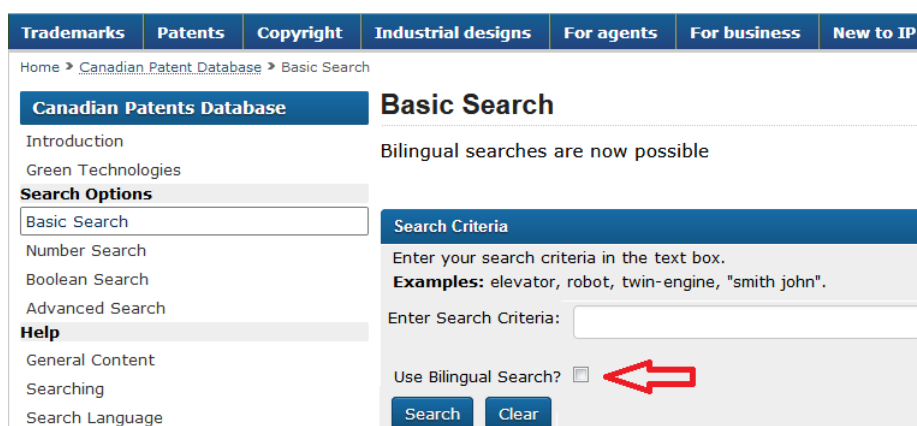 Trademarks Patents Copyright Industrial designs For agents For business New to IP
Home > Canadian Patent Database > Basic Search
Canadian Patents Database
Introduction
Green Technologies
Search Options
Basic Search
Number Search
Boolean Search
Advanced Search
Help
General Content
Searching
Search Language
Basic Search
Bilingual searches are now possible
Search Criteria
Enter your search criteria in the text box.
Examples: elevator, robot, twin-engine, "smith john".
Enter Search Criteria:
Use Bilingual Search?
Search Clear